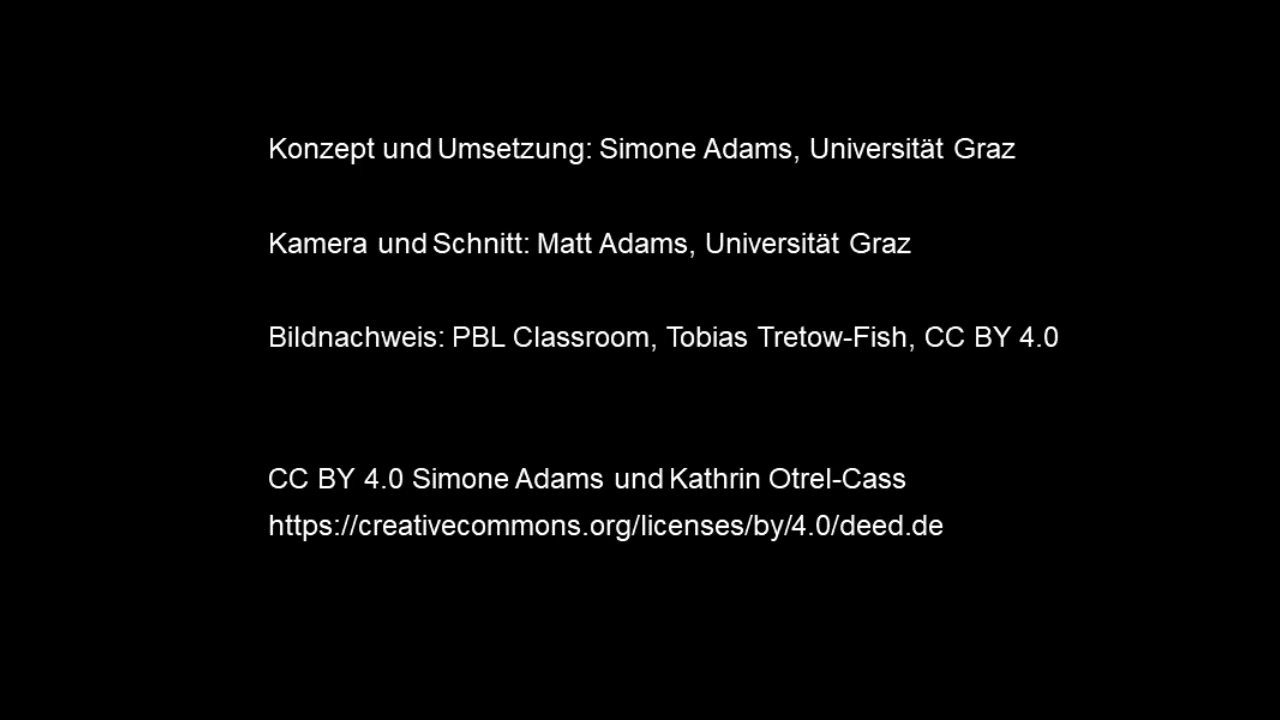 Konzept und Umsetzung: Simone Adams, Universität Graz
Kamera und Schnitt: Matt Adams, Universität Graz
Bildnachweis: PBL Classroom, Tobias Tretow-Fish, CC BY 4.0
CC BY 4.0 Simone Adams und Kathrin Otrel-Cass
https://creativecommons.org/licenses/by/4.0/deed.de